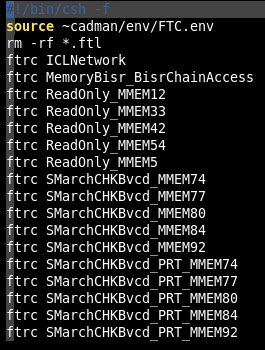 #!/bin/csh -f
source ~cadman/env/FTC.env
rm -rf *.ftl
ftrc ICLNetwork
ftrc MemoryBisr_BisrChainAccess
ftrc ReadOnly_MMEM12
ftrc ReadOnly_MMEM33
ftrc ReadOnly_MMEM42
ftrc ReadOnly_MMEM54
ftrc ReadOnly_MMEM5
ftrc SMarchCHKBvcd_MMEM74
ftrc SMarchCHKBvcd_MMEM77
ftrc SMarchCHKBvcd_MMEM80
ftrc SMarchCHKBvcd_MMEM84
ftrc SMarchCHKBvcd_MMEM92
ftrc SMarchCHKBvcd_PRT_MMEM74
ftrc SMarchCHKBvcd_PRT_MMEM77
ftrc SMarchCHKBvcd_PRT_MMEM80
ftrc SMarchCHKBvcd_PRT_MMEM84
ftrc SMarchCHKBvcd_PRT_MMEM92